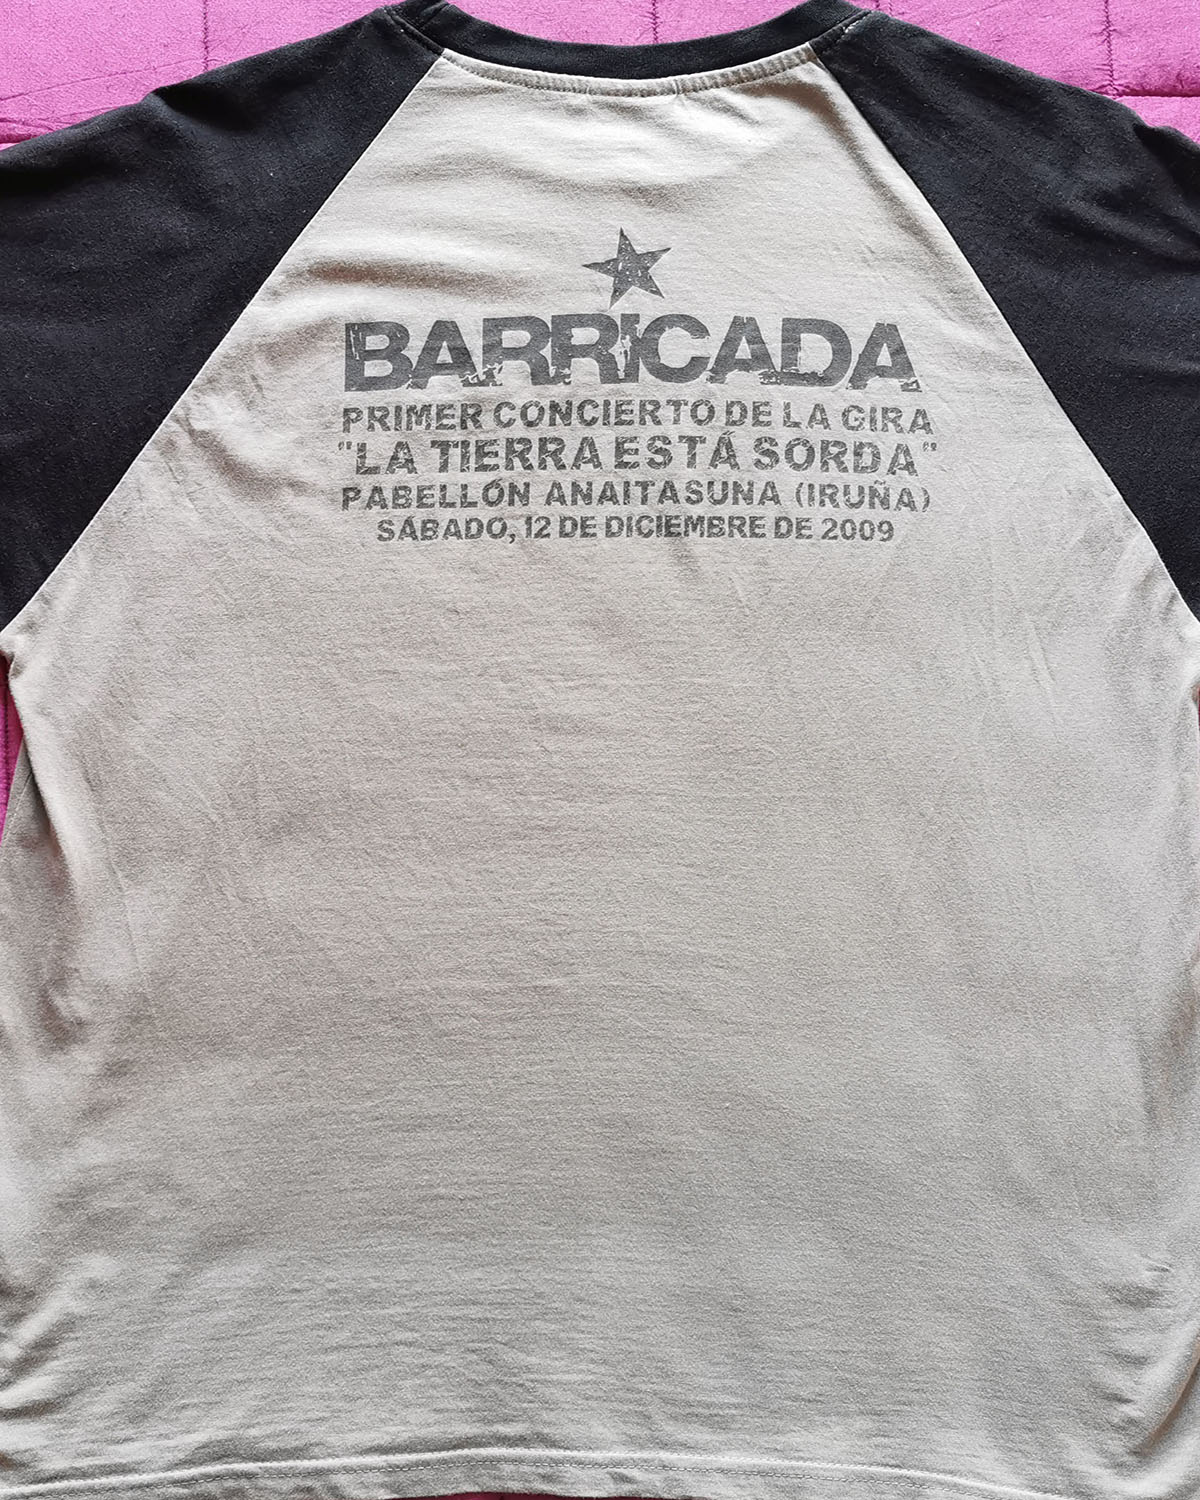 BARRICADA
PRIMER CONCIERTO DE LA GIRA
"LA TIERRA ESTÁ SORDA"
PABELLÓN ANAITASUNA (IRUÑA)
SÁBADO, 12 DE DICIEMBRE DE 2009